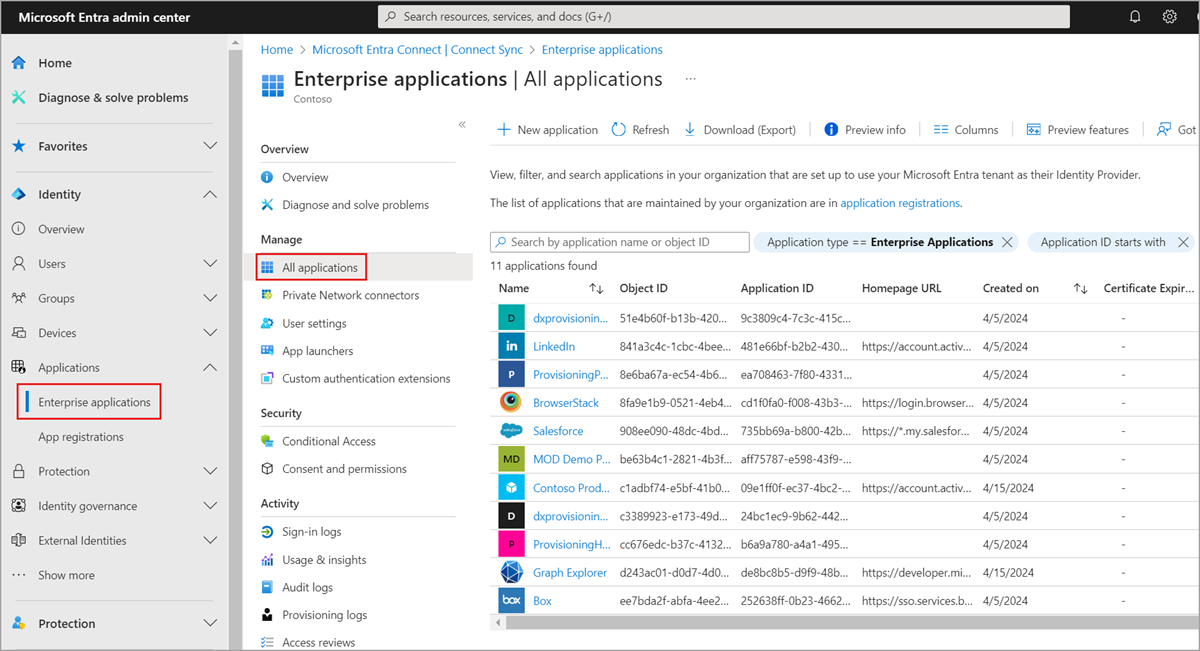 Microsoft Entra admin center
Search resources, services, and docs (G+/)
Home
Diagnose & solve problems
Favorites
Identity
Overview
Users
Groups
Devices
Applications
Enterprise applications
App registrations
Protection
Identity governance
External Identities
Show more
Protection
Home > Microsoft Entra Connect | Connect Sync > Enterprise applications
Enterprise applications | All applications ...
Contoso
Overview
Overview
Diagnose and solve problems
Manage
All applications
Private Network connectors
User settings
App launchers
Custom authentication extensions
Security
Conditional Access
Consent and permissions
Activity
Sign-in logs
Usage & insights
Audit logs
Provisioning logs
Access reviews
New application Refresh Download (Export) Preview info Columns Preview features Got
View, filter, and search applications in your organization that are set up to use your Microsoft Entra tenant as their Identity Provider.
The list of applications that are maintained by your organization are in application registrations.
Search by application name or object ID Application type == Enterprise Applications Application ID starts with
11 applications found
Name Object ID Application ID Homepage URL Created on Certificate Expir...
D dxprovisionin... 51e4b60f-b13b-420... 9c3809c4-7c3c-415c... 4/5/2024 -
in LinkedIn 841a3c4c-1cbc-4bee... 481e66bf-b2b2-430... https://account.activ... 4/5/2024 -
P ProvisioningP... 8e6ba67a-ec54-4b6... ea708463-7f80-4331... 4/5/2024 -
BrowserStack 8fa9e1b9-0521-4eb4... cd1f0fa0-f008-43b3-... https://login.browser... 4/5/2024 -
Salesforce 908ee090-48dc-4bd... 735bb69a-b800-42b... https://*.my.salesfor... 4/5/2024 -
MD MOD Demo P... be63b4c1-2821-4b3f... aff75787-e598-43f9-... 4/5/2024 -
Contoso Prod... c1adbf74-e5bf-41b0... 09e1ff0f-ec37-4bc2-... https://account.activ... 4/15/2024 -
D dxprovisionin... c3389923-e173-49d... 24bc1ec9-9b62-442... 4/5/2024 -
P ProvisioningH... cc676edc-b37c-4132... b6a9a780-a4a1-495... 4/5/2024 -
Graph Explorer d243ac01-d0d7-4d0... de8bc8b5-d9f9-48b... https://developer.mi... 4/15/2024 -
box Box ee7bda2f-abfa-4ee2... 252638ff-0b23-4662... https://sso.services.b... 4/5/2024 -